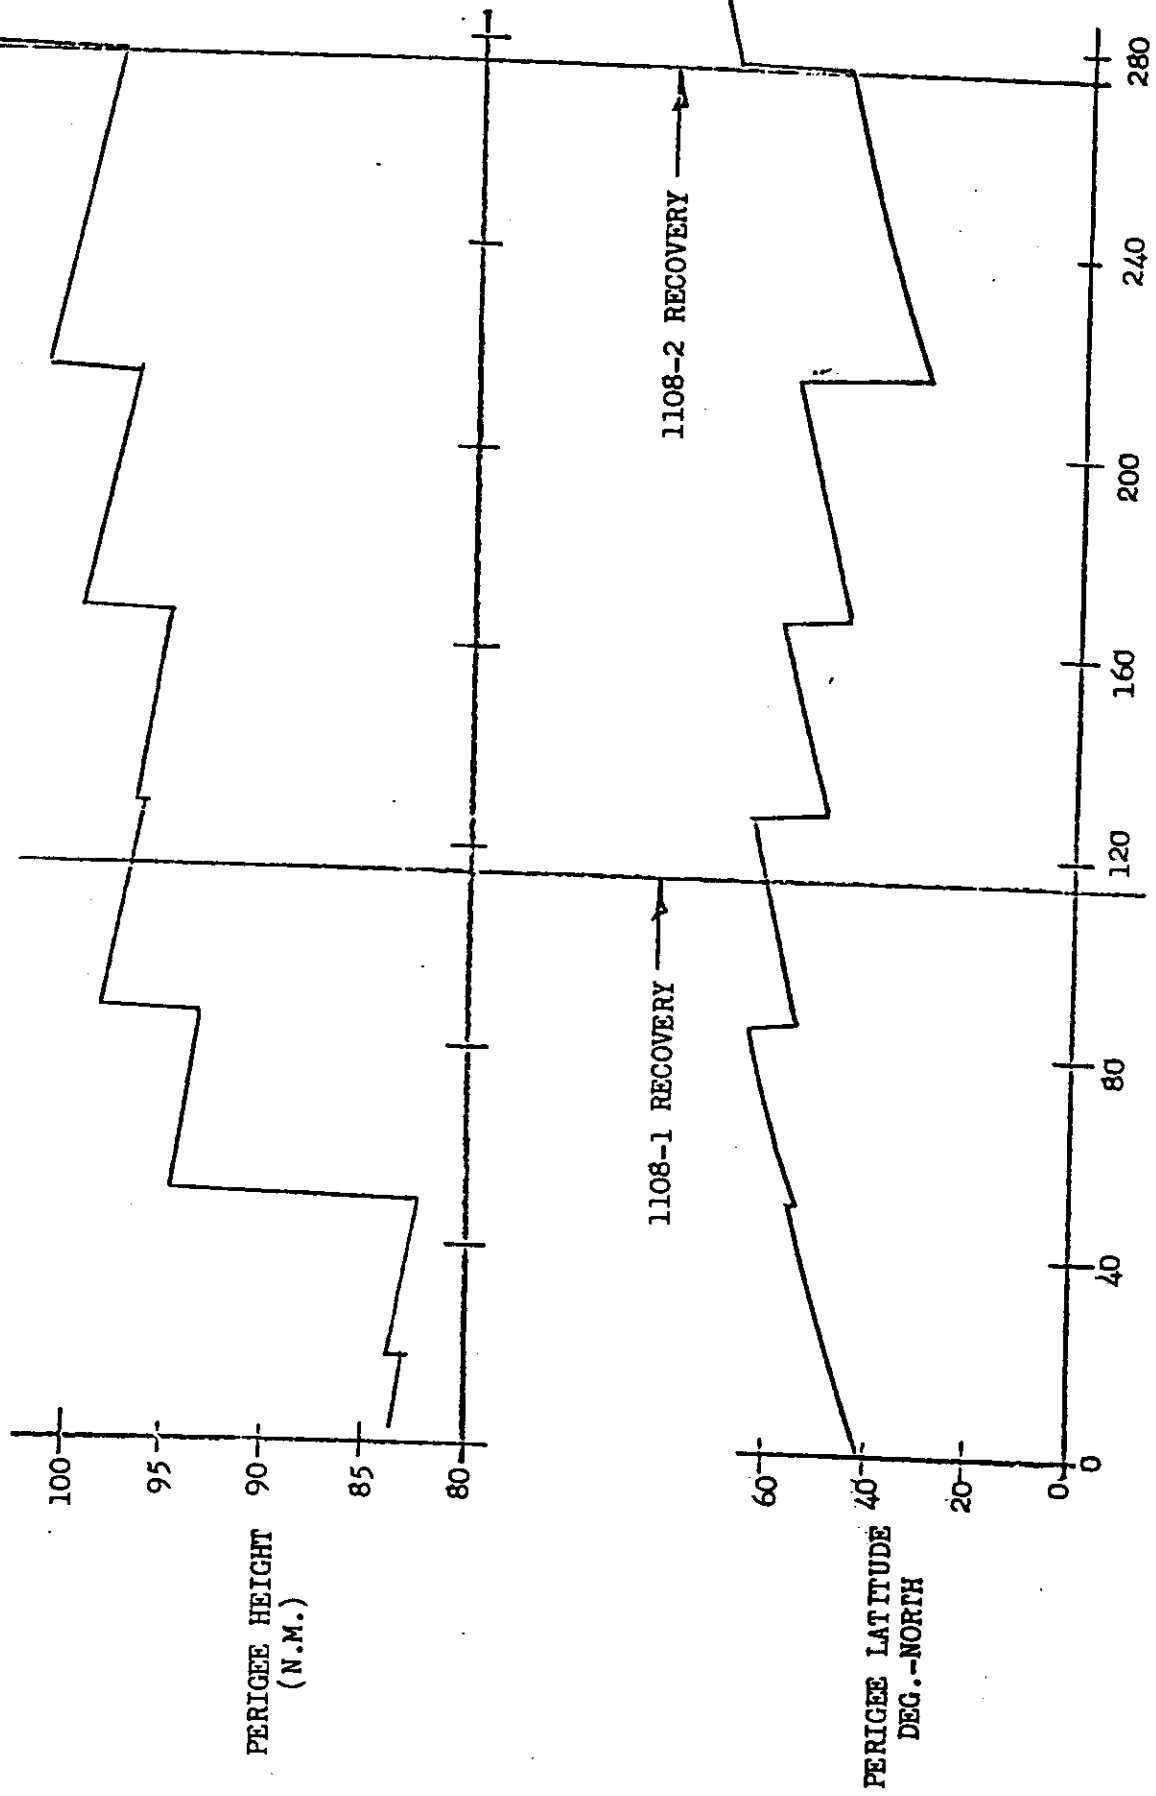 PERIGEE HEIGHT
(N.M.)
100
95
90
85
80
1108-1 RECOVERY
1108-2 RECOVERY
PERIGEE LATITUDE
DEG.-NORTH
60
40
20
0
0
40
80
120
160
200
240
280